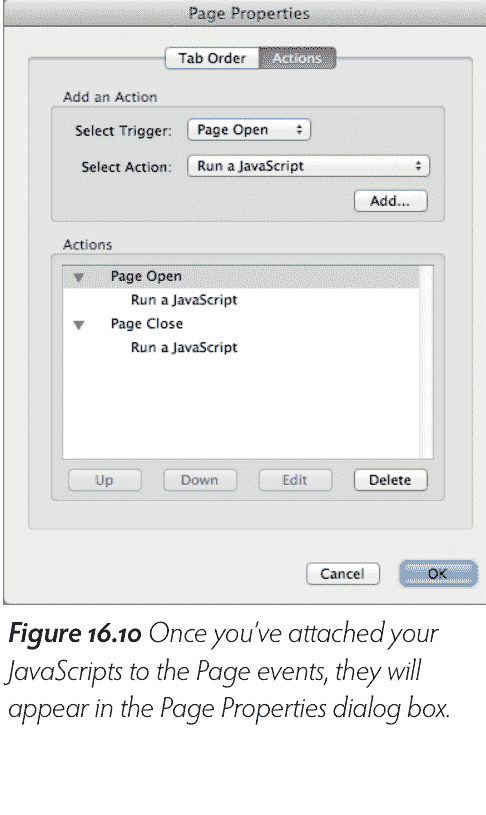 Page Properties
Tab Order Actions
Add an Action
Select Trigger: Page Open
Select Action: Run a JavaScript
Add...
Actions
Page Open
Run a JavaScript
Page Close
Run a JavaScript
Up Down Edit Delete
Cancel OK
Figure 16.10 Once you've attached your
JavaScripts to the Page events, they will
appear in the Page Properties dialog box.